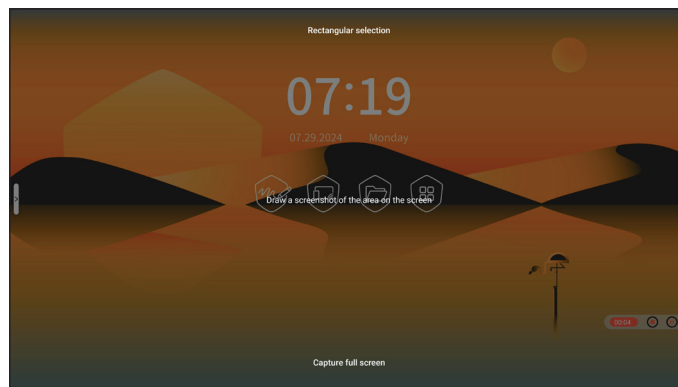 Rectangular selection
07:19
07.29.2024 Monday
Draw a screenshot of the area on the screen
00:04
Capture full screen